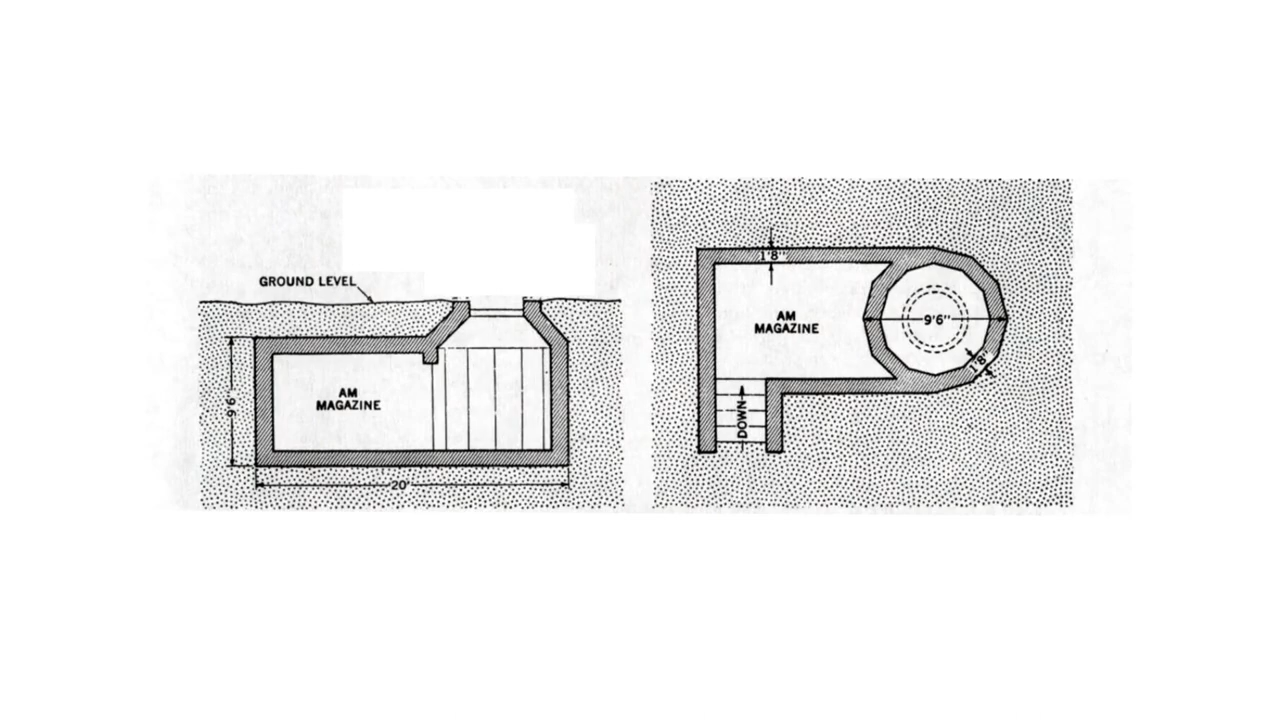 GROUND LEVEL
AM
MAGAZINE
9'6"
20'
1'8"
AM
MAGAZINE
9'6"
1'8"
DOWN